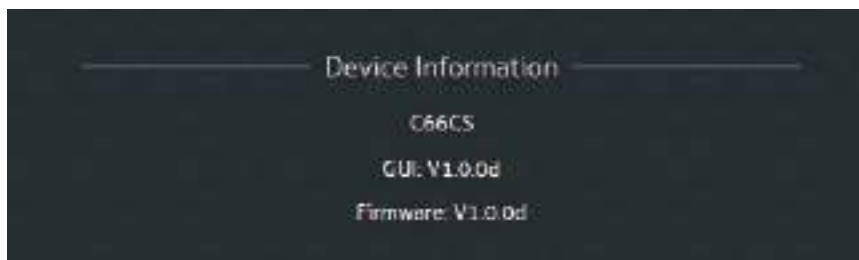 Device Information
C66CS
GUI: V1.0.0d
Firmware: V1.0.0d